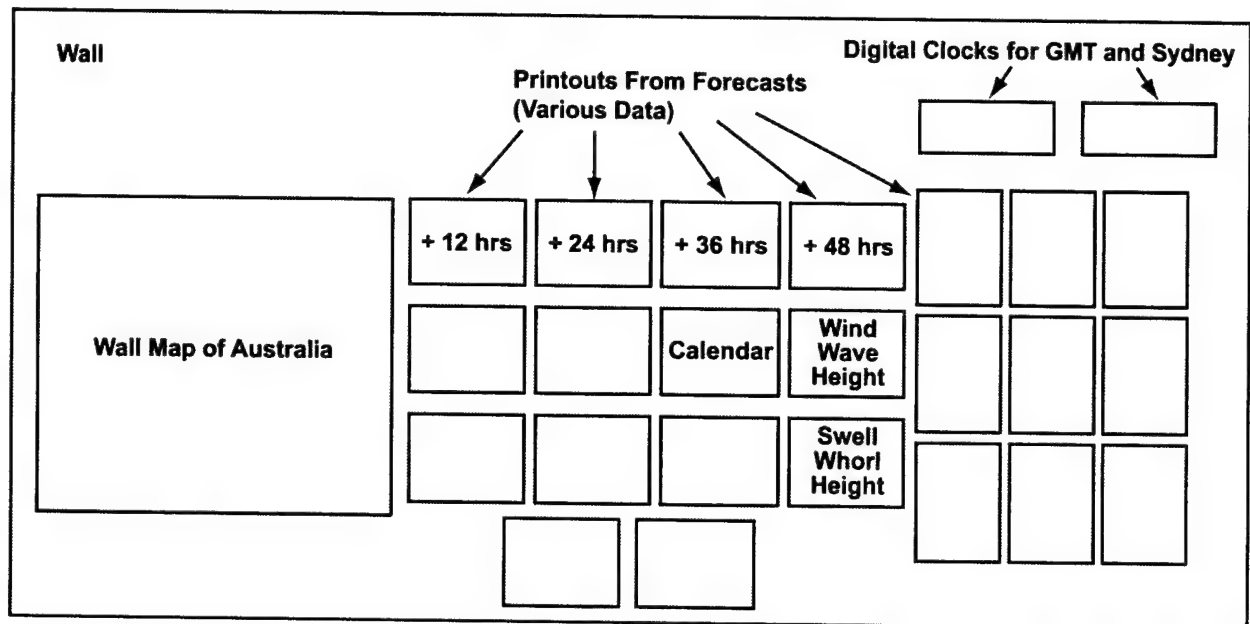 Wall
Digital Clocks for GMT and Sydney
Printouts From Forecasts
(Various Data)
+ 12 hrs
+ 24 hrs
+ 36 hrs
+ 48 hrs
Wall Map of Australia
Calendar
Wind
Wave
Height
Swell
Whorl
Height